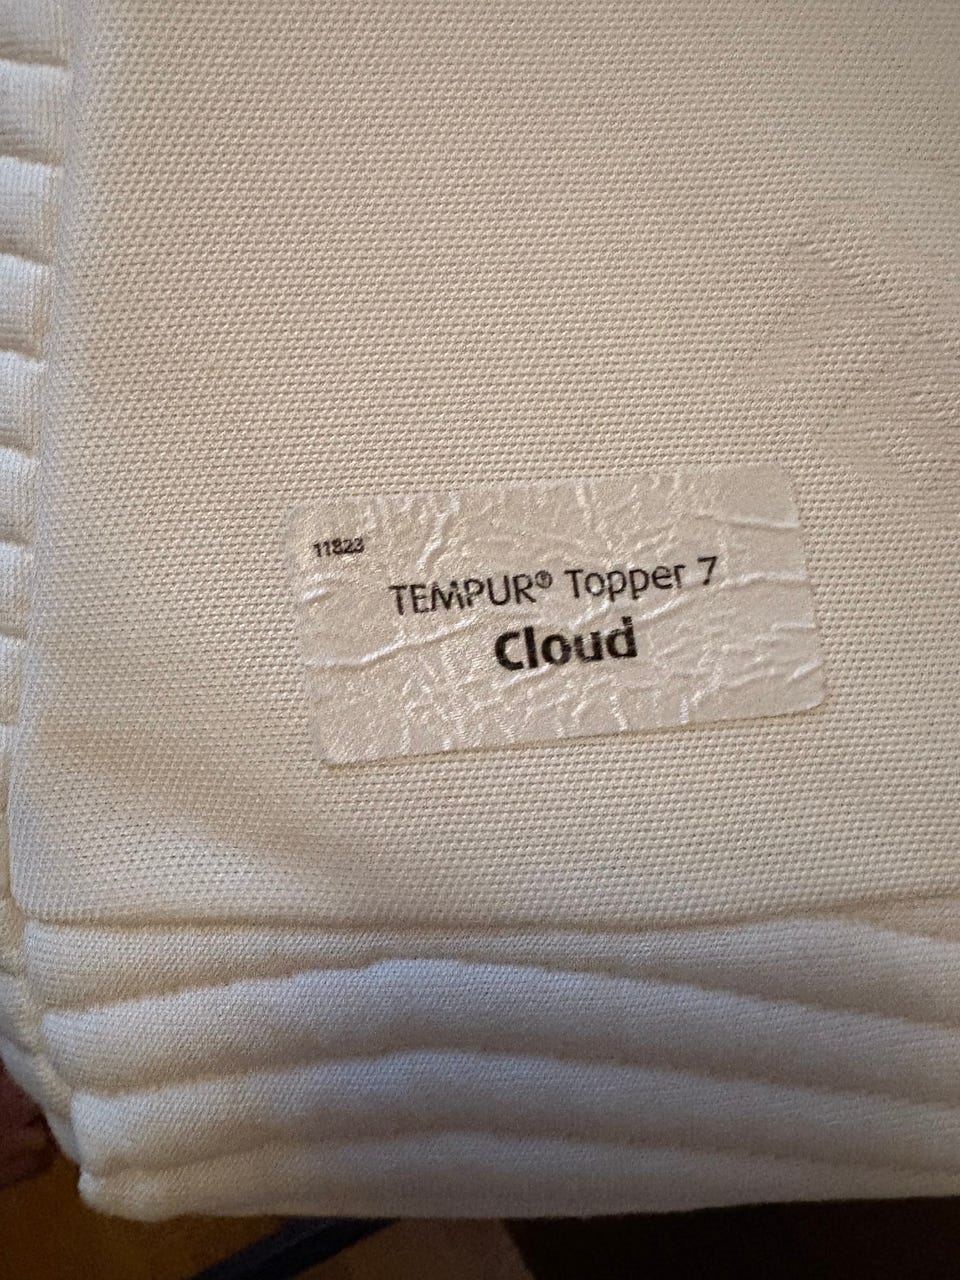 11823
TEMPUR® Topper 7
Cloud